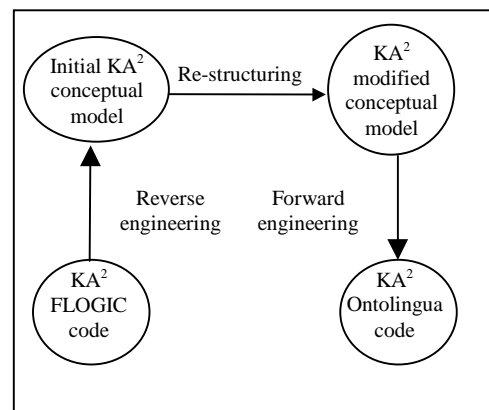 Initial KA²
conceptual
model
Re-structuring
KA²
modified
conceptual
model
Reverse
engineering
Forward
engineering
KA²
FLOGIC
code
KA²
Ontolingua
code